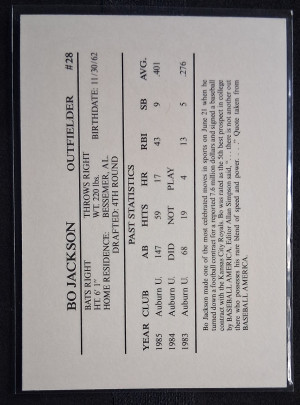 BO JACKSON OUTFIELDER #28
BATS RIGHT THROWS RIGHT
HT. 6' 1" WT. 220 lbs. BIRTHDATE: 11/30/62
HOME RESIDENCE: BESSEMER, AL.
DRAFTED: 4TH ROUND
PAST STATISTICS
YEAR CLUB AB HITS HR RBI SB AVG.
1985 Auburn U. 147 59 17 43 9 .401
1984 Auburn U. DID NOT PLAY
1983 Auburn U. 68 19 4 13 5 .276
Bo Jackson made one of the most celebrated moves in sports on June 21 when he
turned down a football contract for a reported 7.6 million dollars and signed a baseball
contract with the Kansas City Royals. Bo was rated as the 5th best prospect in college
by BASEBALL AMERICA. Editor Allan Simpson said, ". . . there is not another out
there who possesses his rare blend of speed and power. . . ." Quote taken from
BASEBALL AMERICA.